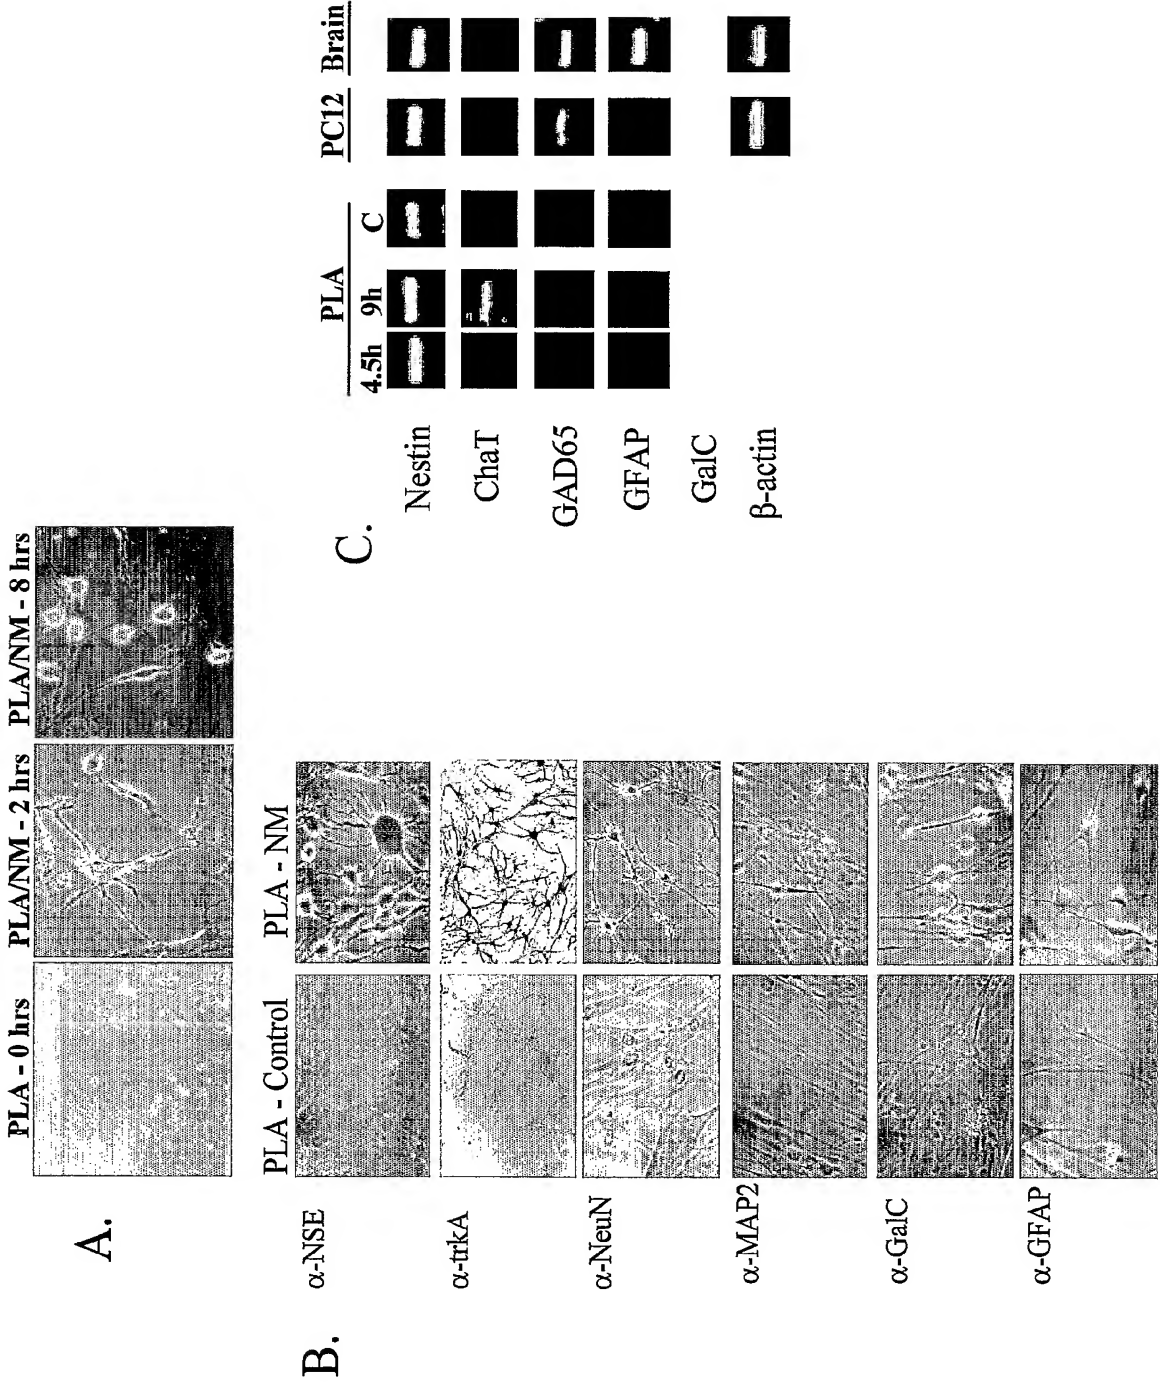 A.
PLA - 0 hrs PLA/NM - 2 hrs PLA/NM - 8 hrs
B.
PLA - Control PLA - NM
α-NSE
α-trkA
α-NeuN
α-MAP2
α-GalC
α-GFAP
C.
PLA PC12 Brain
4.5h 9h C
Nestin
ChaT
GAD65
GFAP
GalC
β-actin